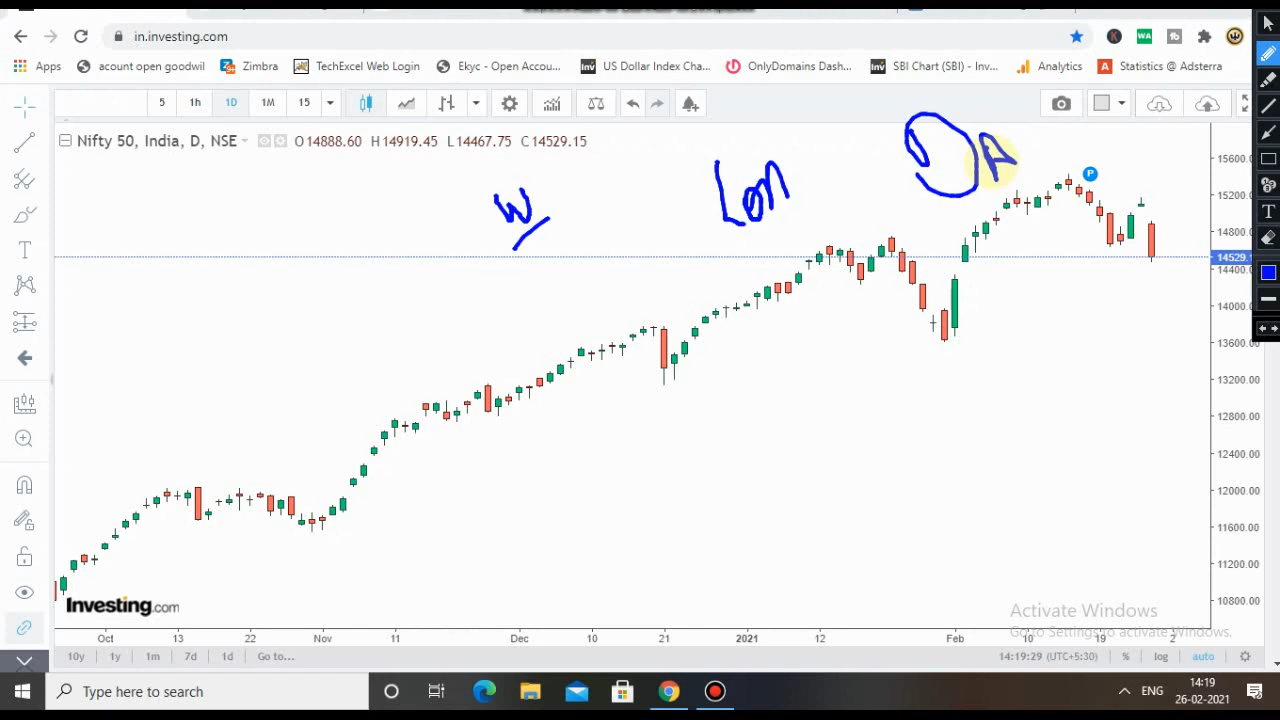 in.investing.com
Apps acount open goodwil Zimbra TechExcel Web Login Ekyc - Open Accou... US Dollar Index Cha... OnlyDomains Dash... SBI Chart (SBI) - Inv... Analytics Statistics @ Adsterra
5 1h 1D 1M 15
Nifty 50, India, D, NSE O14888.60 H14919.45 L14467.75 C14529.15
W
Lon
DA
P
15600.00
15200.00
14800.00
14529.
14400.00
14000.00
13600.00
13200.00
12800.00
12400.00
12000.00
11600.00
11200.00
10800.00
Investing.com
Activate Windows
Go to Settings to activate Windows.
Oct 13 22 Nov 11 Dec 10 21 2021 12 Feb 10 19 2
10y 1y 1m 7d 1d Go to... 14:19:29 (UTC+5:30) % log auto
Type here to search
ENG
14:19
26-02-2021